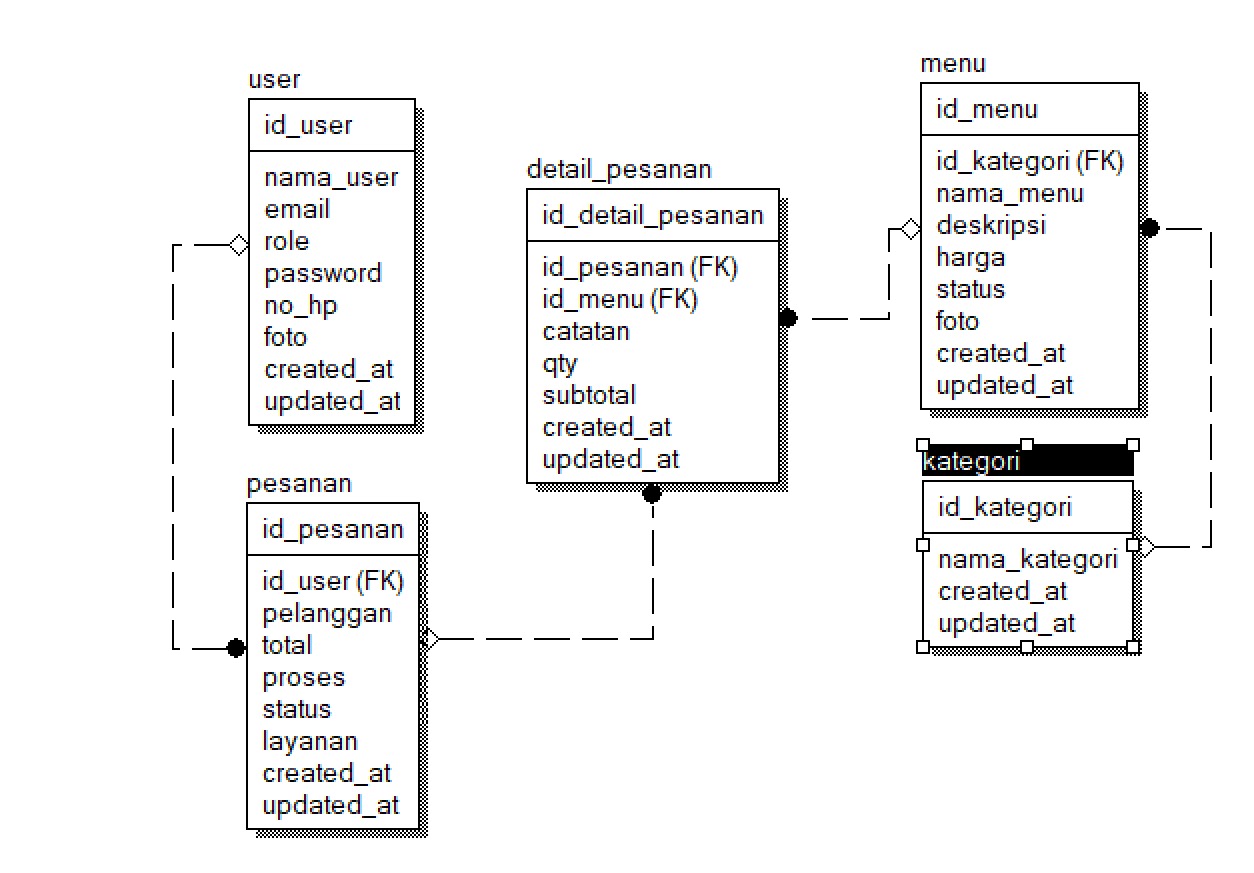 user
id_user
nama_user
email
role
password
no_hp
foto
created_at
updated_at
pesanan
id_pesanan
id_user (FK)
pelanggan
total
proses
status
layanan
created_at
updated_at
detail_pesanan
id_detail_pesanan
id_pesanan (FK)
id_menu (FK)
catatan
qty
subtotal
created_at
updated_at
menu
id_menu
id_kategori (FK)
nama_menu
deskripsi
harga
status
foto
created_at
updated_at
kategori
id_kategori
nama_kategori
created_at
updated_at